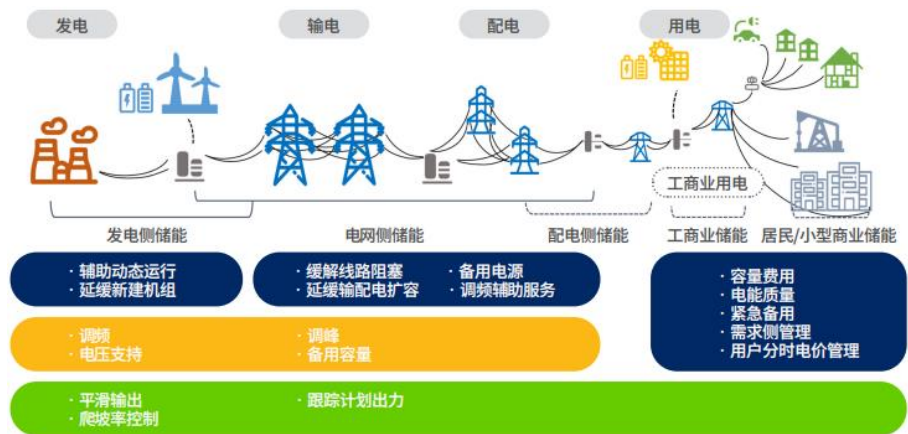 发电
输电
配电
用电
工商业用电
发电侧储能
电网侧储能
配电侧储能
工商业储能
居民/小型商业储能
· 辅助动态运行
· 延缓新建机组
· 缓解线路阻塞
· 延缓输配电扩容
· 备用电源
· 调频辅助服务
· 容量费用
· 电能质量
· 紧急备用
· 需求侧管理
· 用户分时电价管理
· 调频
· 电压支持
· 调峰
· 备用容量
· 平滑输出
· 爬坡率控制
· 跟踪计划出力